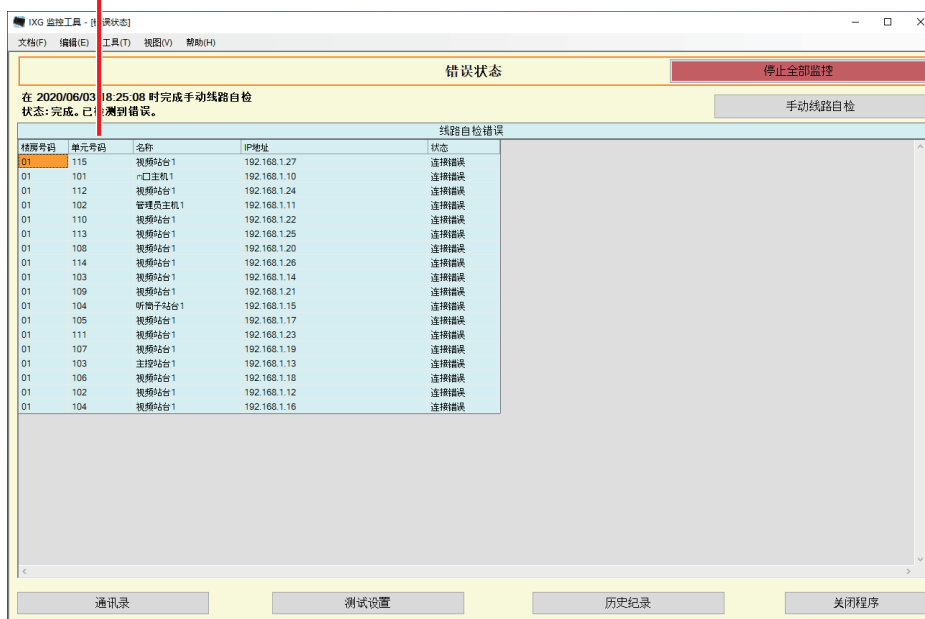 IXG 监控工具 - [错误状态]
文档(F) 编辑(E) 工具(T) 视图(V) 帮助(H)
错误状态 停止全部监控
在 2020/06/03 18:25:08 时完成手动线路自检
状态: 完成。已检测到错误。
手动线路自检
线路自检错误
楼房号码 单元号码 名称 IP地址 状态
01 115 视频站台1 192.168.1.27 连接错误
01 101 门口主机1 192.168.1.10 连接错误
01 112 视频站台1 192.168.1.24 连接错误
01 102 管理员主机1 192.168.1.11 连接错误
01 110 视频站台1 192.168.1.22 连接错误
01 113 视频站台1 192.168.1.25 连接错误
01 108 视频站台1 192.168.1.20 连接错误
01 114 视频站台1 192.168.1.26 连接错误
01 103 视频站台1 192.168.1.14 连接错误
01 109 视频站台1 192.168.1.21 连接错误
01 104 听筒子站台1 192.168.1.15 连接错误
01 105 视频站台1 192.168.1.17 连接错误
01 111 视频站台1 192.168.1.23 连接错误
01 107 视频站台1 192.168.1.19 连接错误
01 103 主控站台1 192.168.1.13 连接错误
01 106 视频站台1 192.168.1.18 连接错误
01 102 视频站台1 192.168.1.12 连接错误
01 104 视频站台1 192.168.1.16 连接错误
通讯录 测试设置 历史纪录 关闭程序